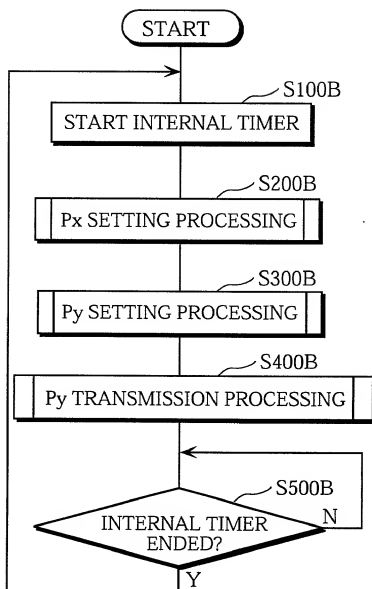 START
S100B
START INTERNAL TIMER
S200B
Px SETTING PROCESSING
S300B
Py SETTING PROCESSING
S400B
Py TRANSMISSION PROCESSING
S500B
INTERNAL TIMER
ENDED?
N
Y